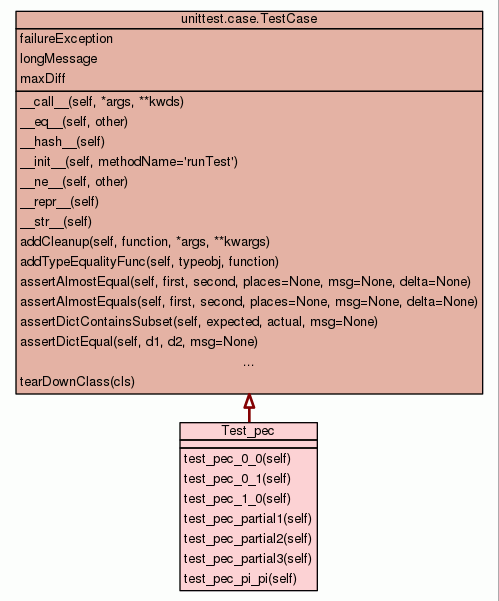 unittest.case.TestCase
failureException
longMessage
maxDiff
__call__(self, *args, **kwds)
__eq__(self, other)
__hash__(self)
__init__(self, methodName='runTest')
__ne__(self, other)
__repr__(self)
__str__(self)
addCleanup(self, function, *args, **kwargs)
addTypeEqualityFunc(self, typeobj, function)
assertAlmostEqual(self, first, second, places=None, msg=None, delta=None)
assertAlmostEquals(self, first, second, places=None, msg=None, delta=None)
assertDictContainsSubset(self, expected, actual, msg=None)
assertDictEqual(self, d1, d2, msg=None)
...
tearDownClass(cls)
Test_pec
test_pec_0_0(self)
test_pec_0_1(self)
test_pec_1_0(self)
test_pec_partial1(self)
test_pec_partial2(self)
test_pec_partial3(self)
test_pec_pi_pi(self)